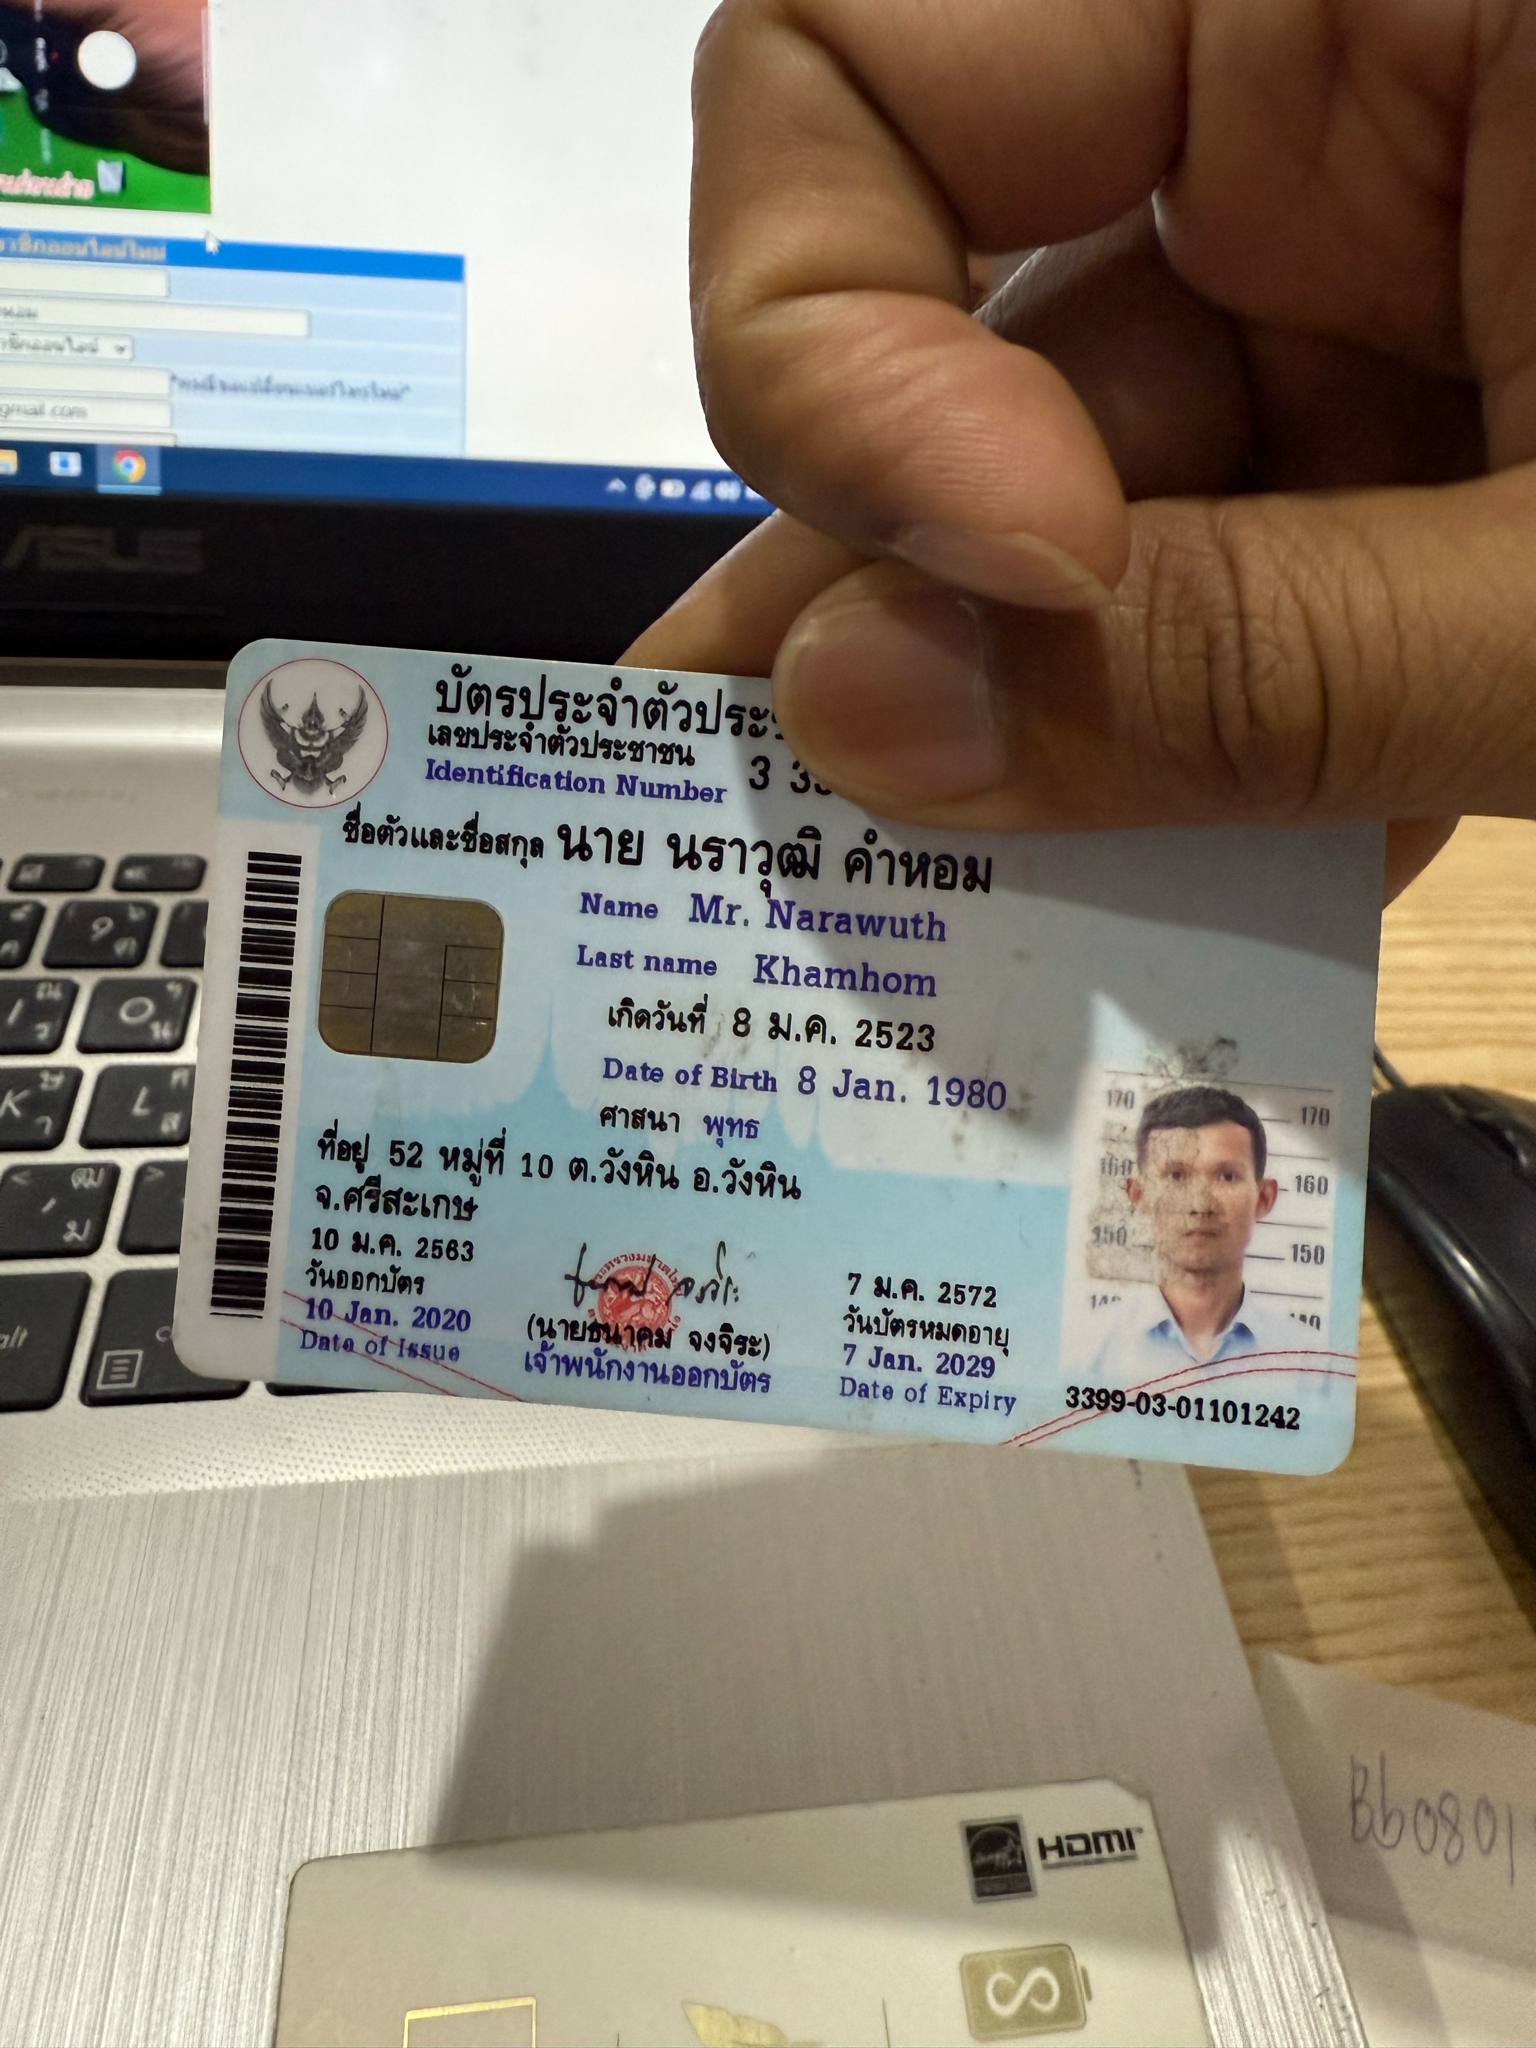 gmail.com
ASUS
บัตรประจำตัวประ
เลขประจำตัวประชาชน
Identification Number 3
ชื่อตัวและชื่อสกุล นาย นราวุฒิ คำหอม
Name Mr. Narawuth
Last name Khamhom
เกิดวันที่ 8 ม.ค. 2523
Date of Birth 8 Jan. 1980
ศาสนา พุทธ
ที่อยู่ 52 หมู่ที่ 10 ต.วังหิน อ.วังหิน
จ.ศรีสะเกษ
10 ม.ค. 2563
วันออกบัตร
10 Jan. 2020
Date of Issue
(นายธนาคม จงจิระ)
เจ้าพนักงานออกบัตร
7 ม.ค. 2572
วันบัตรหมดอายุ
7 Jan. 2029
Date of Expiry
170 170
160 160
150 150
3399-03-01101242
HDMI
Bb0801